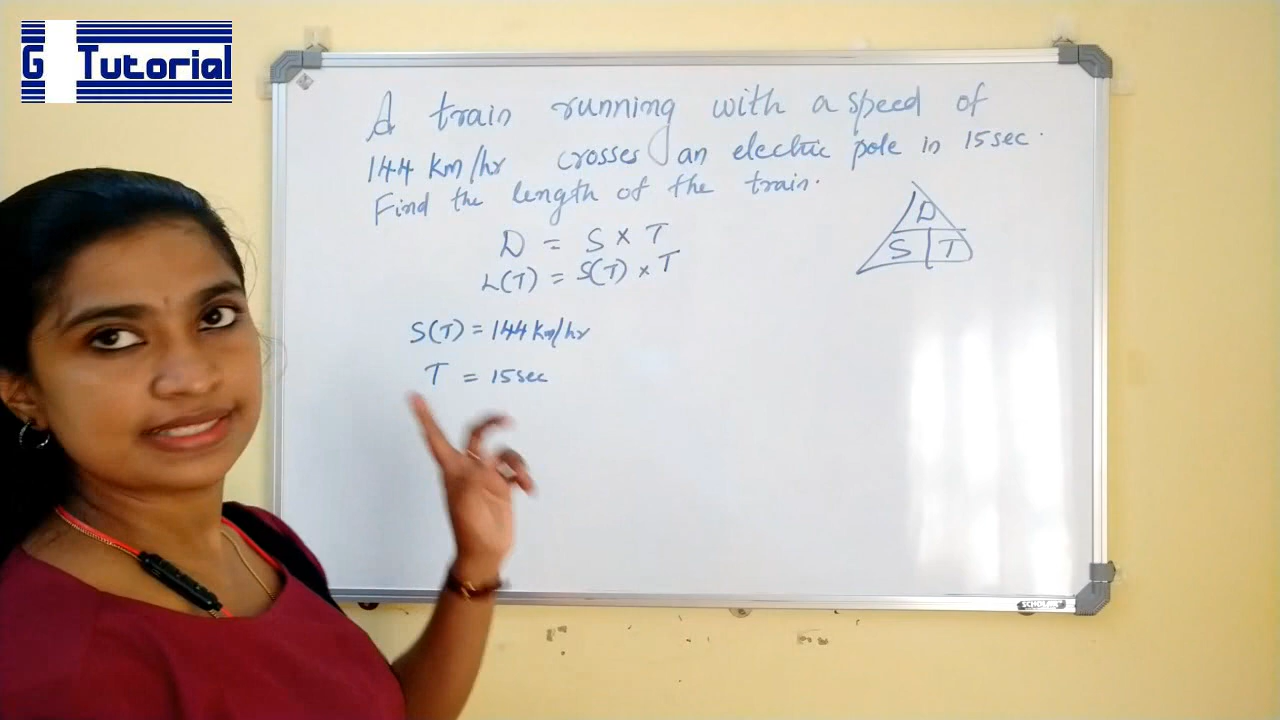 G Tutorial
A train running with a speed of
144 km/hr crosses an electric pole in 15sec.
Find the length of the train.
D = S × T
L(T) = S(T) × T
D
S T
S(T) = 144 km/hr
T = 15sec